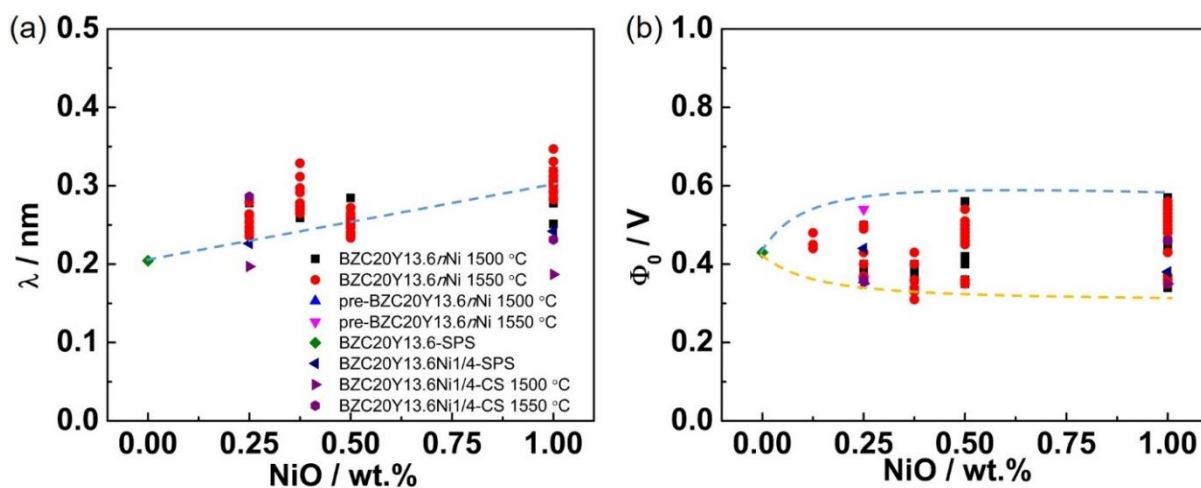 (a)
0.5
0.4
0.3
0.2
0.1
0.0
λ / nm
BZC20Y13.6nNi 1500 °C
BZC20Y13.6nNi 1550 °C
pre-BZC20Y13.6nNi 1500 °C
pre-BZC20Y13.6nNi 1550 °C
BZC20Y13.6-SPS
BZC20Y13.6Ni1/4-SPS
BZC20Y13.6Ni1/4-CS 1500 °C
BZC20Y13.6Ni1/4-CS 1550 °C
0.00 0.25 0.50 0.75 1.00
NiO / wt.%
(b)
1.0
0.8
0.6
0.4
0.2
0.0
Φ0 / V
0.00 0.25 0.50 0.75 1.00
NiO / wt.%